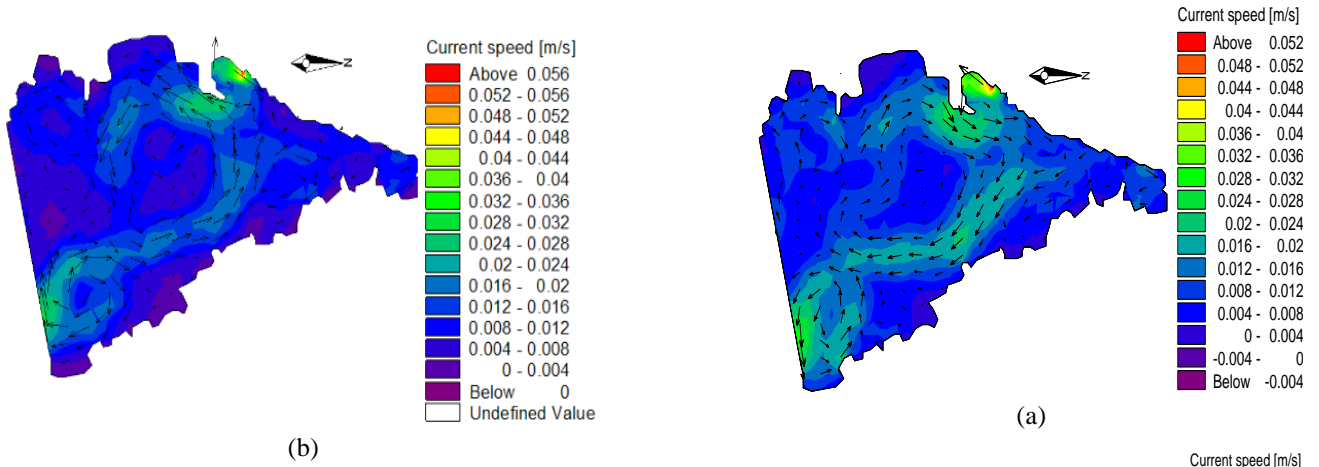 Current speed [m/s]
Above 0.056
0.052 - 0.056
0.048 - 0.052
0.044 - 0.048
0.04 - 0.044
0.036 - 0.04
0.032 - 0.036
0.028 - 0.032
0.024 - 0.028
0.02 - 0.024
0.016 - 0.02
0.012 - 0.016
0.008 - 0.012
0.004 - 0.008
0 - 0.004
Below 0
Undefined Value
N
(b)
Current speed [m/s]
Above 0.052
0.048 - 0.052
0.044 - 0.048
0.04 - 0.044
0.036 - 0.04
0.032 - 0.036
0.028 - 0.032
0.024 - 0.028
0.02 - 0.024
0.016 - 0.02
0.012 - 0.016
0.008 - 0.012
0.004 - 0.008
0 - 0.004
-0.004 - 0
Below -0.004
N
(a)
Current speed [m/s]